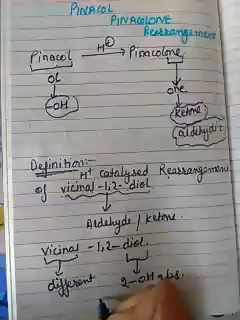 PINACOL
PINACOLONE
Rearrangement
Pinacol H⊕ Pinacolone
ol one
-OH ketone
aldehyde
Definition:-
H⁺ catalysed Rearrangement
of vicinal-1,2-diol
Aldehyde / ketone.
Vicinal -1,2- diol
different 2-OH